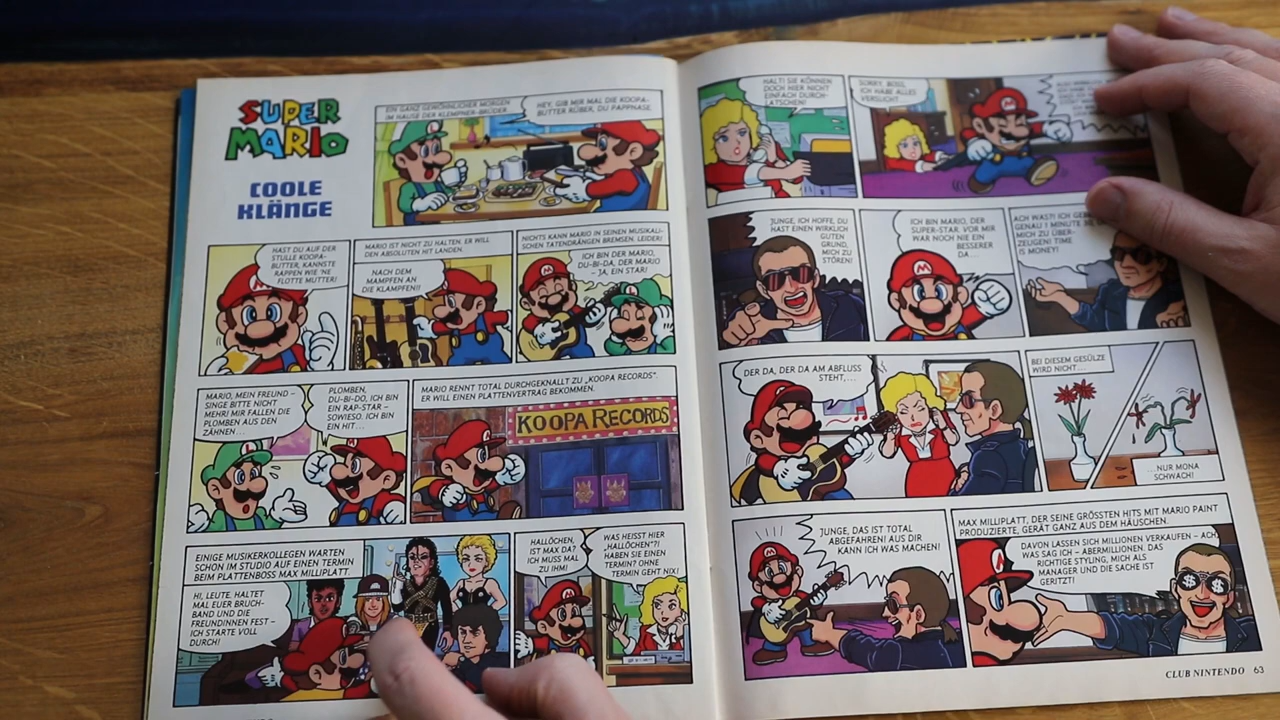 SUPER
MARIO
COOLE
KLÄNGE
EIN GANZ GEWÖHNLICHER MORGEN
IM HAUSE DER KLEMPNER-BRÜDER
HEY, GIB MIR MAL DIE KOOPA-
BUTTER RÜBER, DU PAPPNASE.
HAST DU AUF DER
STULLE KOOPA-
BUTTER, KANNSTE
RAPPEN WIE 'NE
FLOTTE MUTTER!
MARIO IST NICHT ZU HALTEN. ER WILL
DEN ABSOLUTEN HIT LANDEN.
NACH DEM
MAMPFEN AN
DIE KLAMPFEN!!
NICHTS KANN MARIO IN SEINEN MUSIKALI-
SCHEN TATENDRÄNGEN BREMSEN. LEIDER!
ICH BIN DER MARIO,
DU-BI-DA, DER MARIO
– JA, EIN STAR!
MARIO, MEIN FREUND –
SINGE BITTE NICHT
MEHR! MIR FALLEN DIE
PLOMBEN AUS DEN
ZÄHNEN...
PLOMBEN,
DU-BI-DO, ICH BIN
EIN RAP-STAR –
SOWIESO. ICH BIN
EIN HIT...
MARIO RENNT TOTAL DURCHGEKNALLT ZU „KOOPA RECORDS“.
ER WILL EINEN PLATTENVERTRAG BEKOMMEN.
KOOPA RECORDS
EINIGE MUSIKERKOLLEGEN WARTEN
SCHON IM STUDIO AUF EINEN TERMIN
BEIM PLATTENBOSS MAX MILLIPLATT.
HI, LEUTE. HALTET
MAL EUER BRUCH-
BAND UND DIE
FREUNDINNEN FEST –
ICH STARTE VOLL
DURCH!
HALLÖCHEN,
IST MAX DA?
ICH MUSS MAL
ZU IHM!
WAS HEISST HIER
„HALLÖCHEN“?!
HABEN SIE EINEN
TERMIN? OHNE
TERMIN GEHT NIX!
HALT! SIE KÖNNEN
DOCH HIER NICHT
EINFACH DURCH-
LATSCHEN!
SORRY, BOSS,
ICH HABE ALLES
VERSUCHT...
JUNGE, ICH HOFFE, DU
HAST EINEN WIRKLICH
GUTEN
GRUND,
MICH ZU
STÖREN!
ICH BIN MARIO, DER
SUPER-STAR. VOR MIR
WAR NOCH NIE EIN
BESSERER
DA...
ACH WAS?! ICH
GENAU 1 MINUTE
MICH ZU ÜBER-
ZEUGEN! TIME
IS MONEY!
DER DA, DER DA AM ABFLUSS
STEHT,...
BEI DIESEM GESÜLZE
WIRD NICHT...
...NUR MONA
SCHWACH!
JUNGE, DAS IST TOTAL
ABGEFAHREN! AUS DIR
KANN ICH WAS MACHEN!
MAX MILLIPLATT, DER SEINE GRÖSSTEN HITS MIT MARIO PAINT
PRODUZIERTE, GERÄT GANZ AUS DEM HÄUSCHEN.
DAVON LASSEN SICH MILLIONEN VERKAUFEN – ACH,
WAS SAG ICH – ABERMILLIONEN. DAS
RICHTIGE STYLING, MICH ALS
MANAGER UND DIE SACHE IST
GERITZT!
CLUB NINTENDO 63